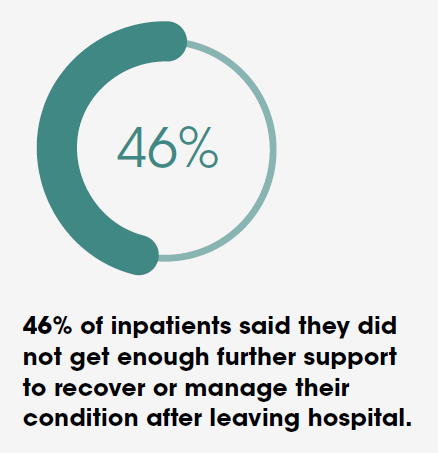 46%
46% of inpatients said they did
not get enough further support
to recover or manage their
condition after leaving hospital.